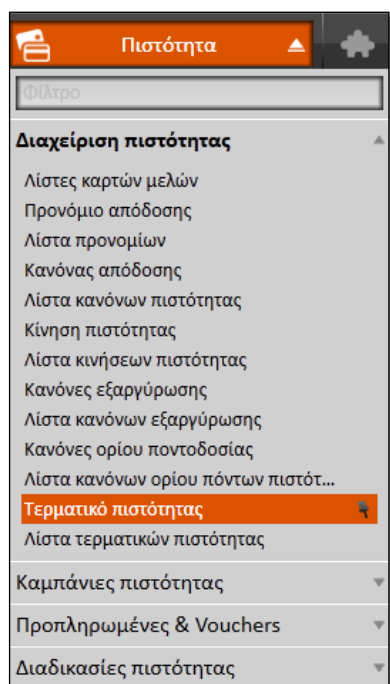 Πιστότητα
Φίλτρο
Διαχείριση πιστότητας
Λίστες καρτών μελών
Προνόμιο απόδοσης
Λίστα προνομίων
Κανόνας απόδοσης
Λίστα κανόνων πιστότητας
Κίνηση πιστότητας
Λίστα κινήσεων πιστότητας
Κανόνες εξαργύρωσης
Λίστα κανόνων εξαργύρωσης
Κανόνες ορίου ποντοδοσίας
Λίστα κανόνων ορίου πόντων πιστότ...
Τερματικό πιστότητας
Λίστα τερματικών πιστότητας
Καμπάνιες πιστότητας
Προπληρωμένες & Vouchers
Διαδικασίες πιστότητας